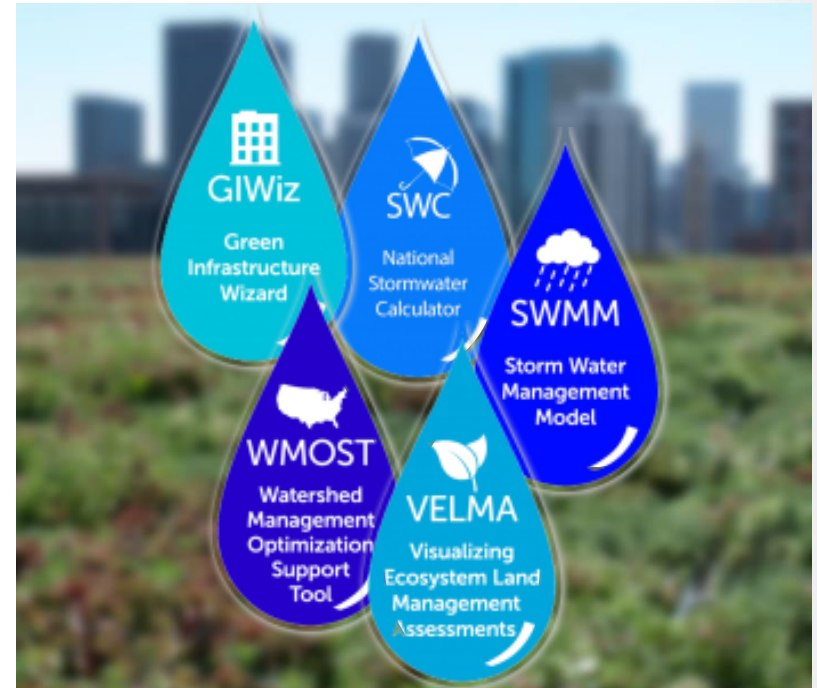 GIWiz
Green
Infrastructure
Wizard
SWC
National
Stormwater
Calculator
SWMM
Storm Water
Management
Model
WMOST
Watershed
Management
Optimization
Support
Tool
VELMA
Visualizing
Ecosystem Land
Management
Assessments